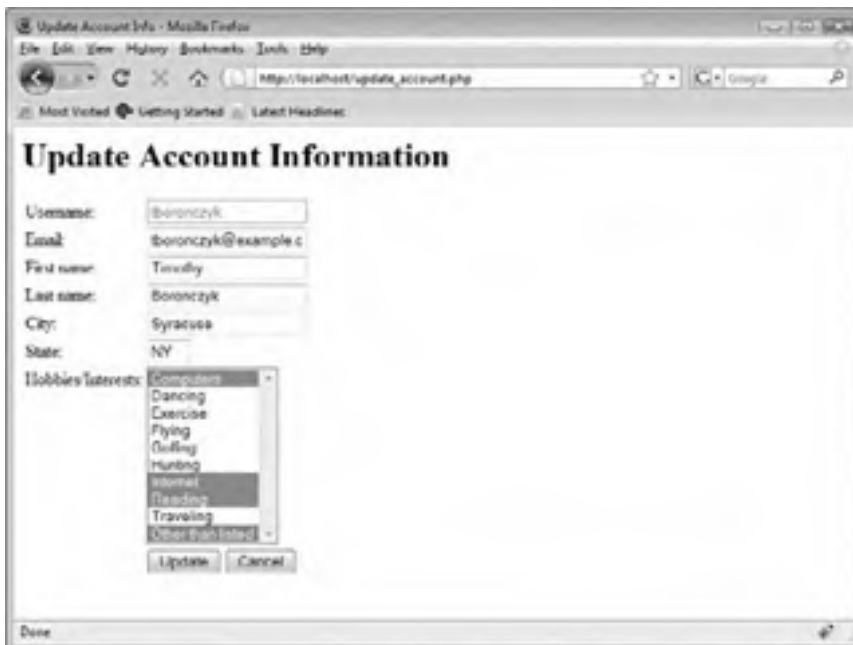 Update Account Info - Mozilla Firefox
File Edit View History Bookmarks Tools Help
http://localhost/update_account.php
Google
Most Visited Getting Started Latest Headlines
Update Account Information
Username: tboronczyk
Email: tboronczyk@example.c
First name: Timothy
Last name: Boronczyk
City: Syracuse
State: NY
Hobbies/Interests: Computers
Dancing
Exercise
Flying
Golfing
Hunting
Internet
Reading
Traveling
Other than listed
Update Cancel
Done